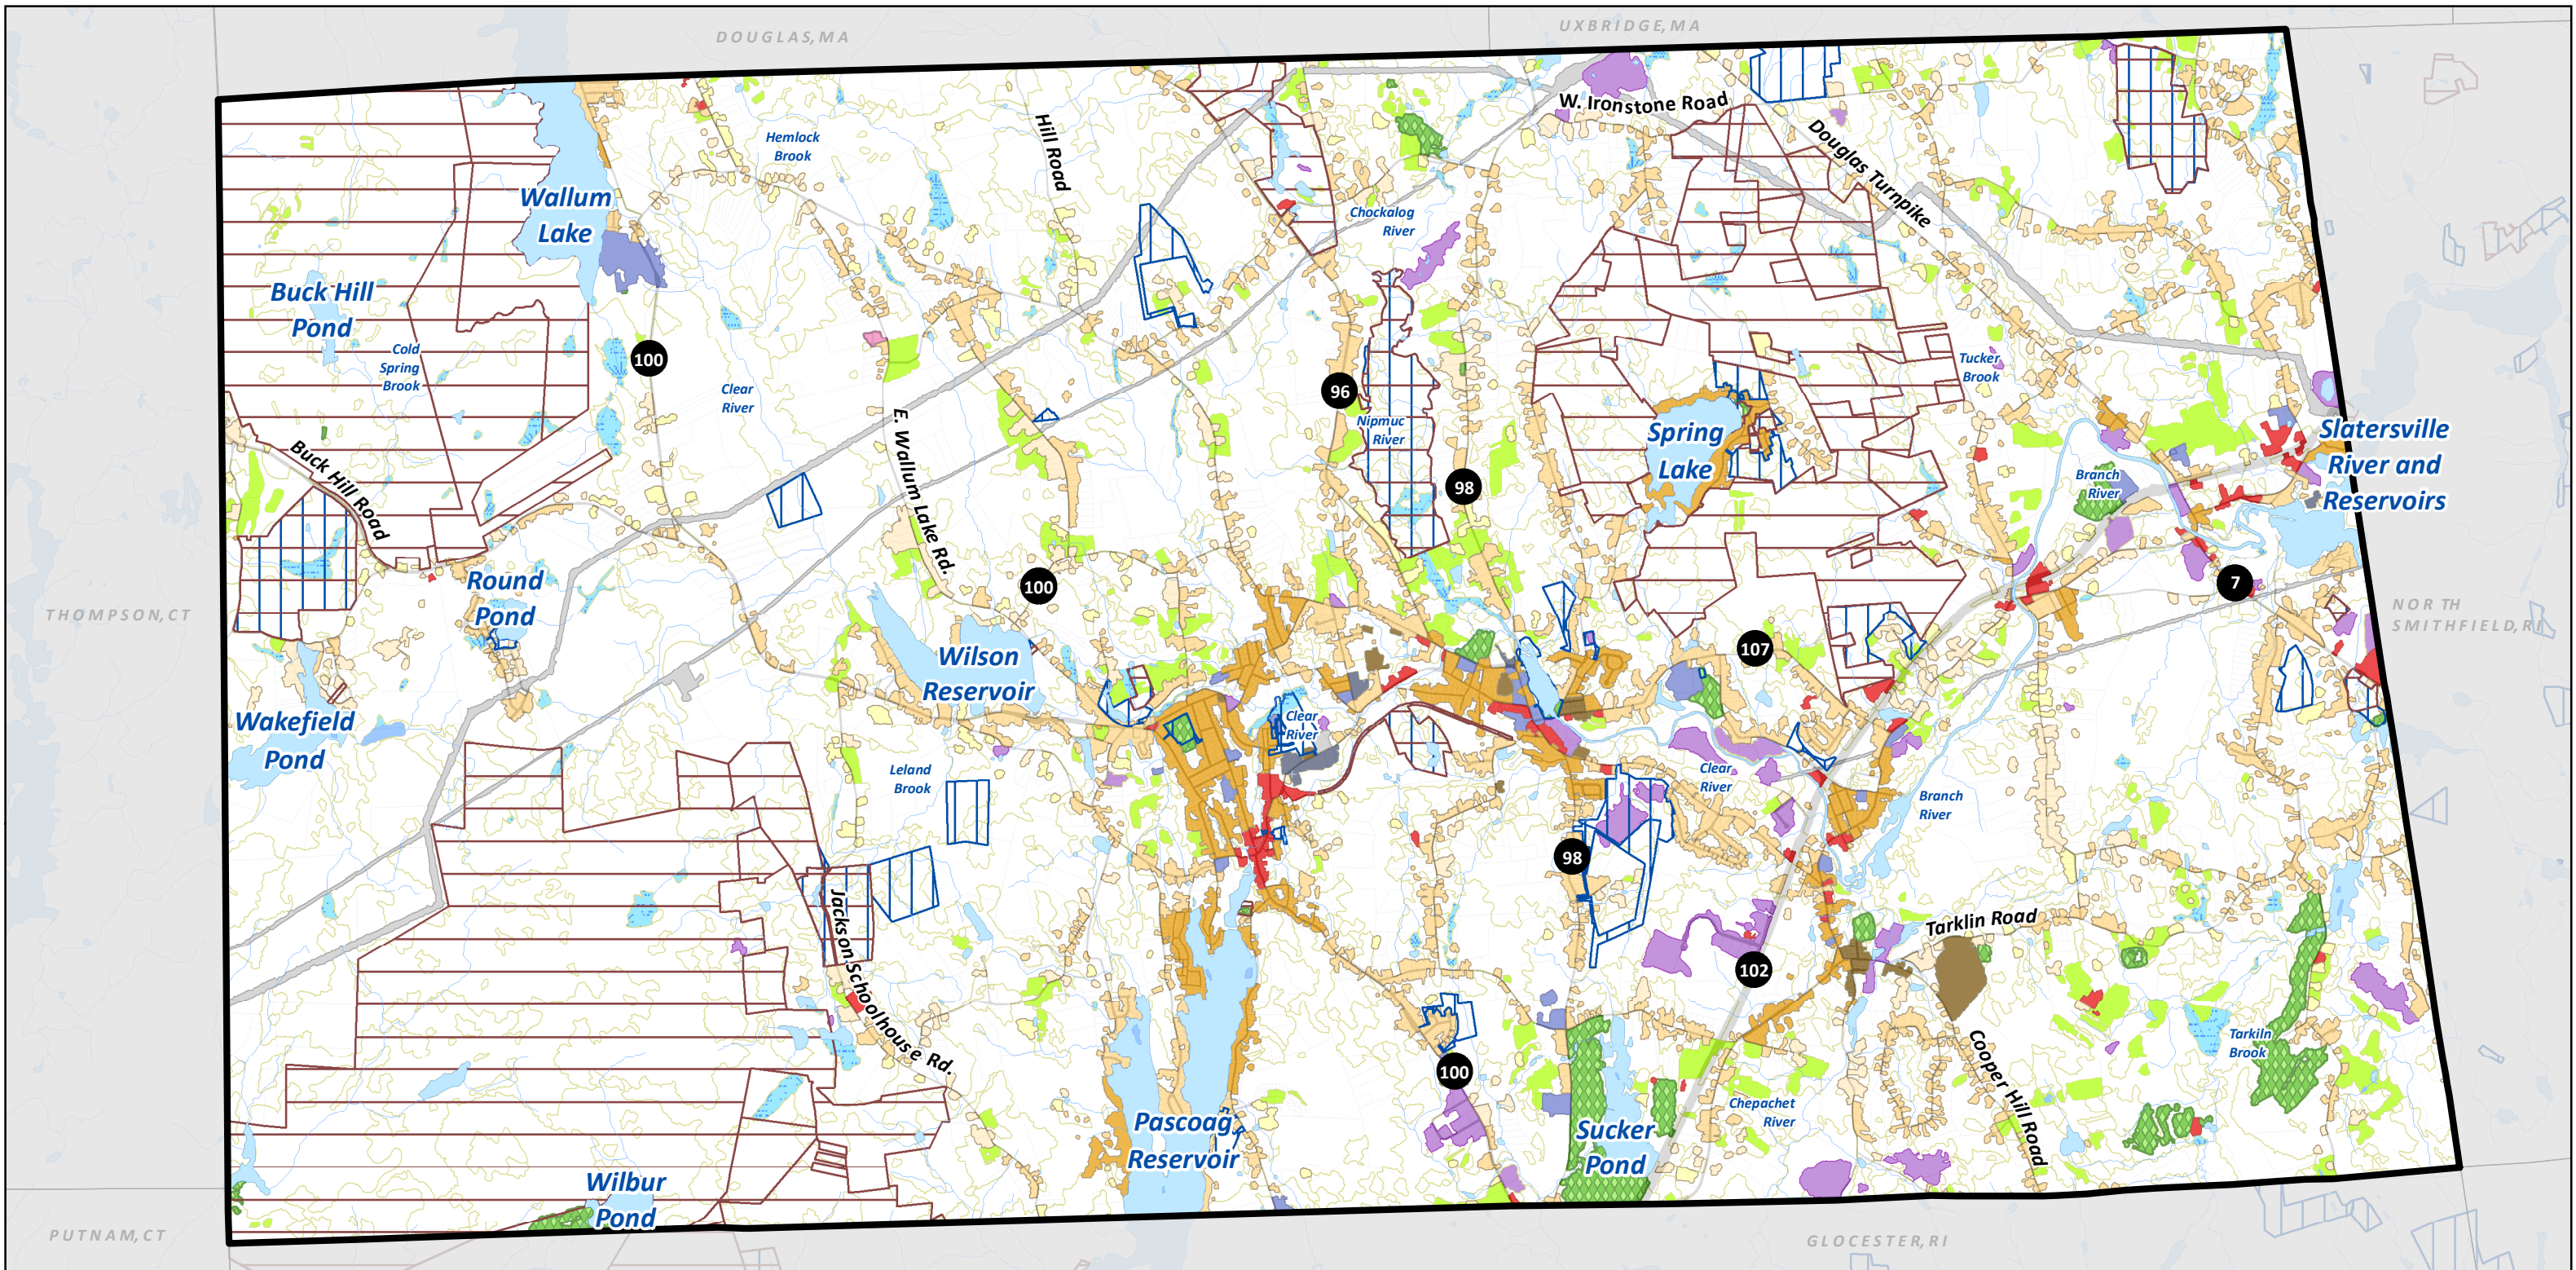 DOUGLAS, MA
UXBRIDGE, MA
W. Ironstone Road
Hemlock
Brook
Hill Road
Douglas Turnpike
Wallum
Lake
Chockalog
River
Buck Hill
Pond
Cold
Spring
Brook
100
Clear
River
96
Tucker
Brook
E. Wallum Lake Rd.
Nipmuc
River
Spring
Lake
Slatersville
River and
Reservoirs
Buck Hill Road
98
Branch
River
Round
Pond
100
7
THOMPSON, CT
NORTH
SMITHFIELD, RI
Wilson
Reservoir
107
Wakefield
Pond
Clear
River
Leland
Brook
Clear
River
Branch
River
98
Jackson Schoolhouse Rd.
Tarklin Road
102
Cooper Hill Road
Tarkiln
Brook
100
Chepachet
River
Pascoag
Reservoir
Sucker
Pond
Wilbur
Pond
PUTNAM, CT
GLOCESTER, RI